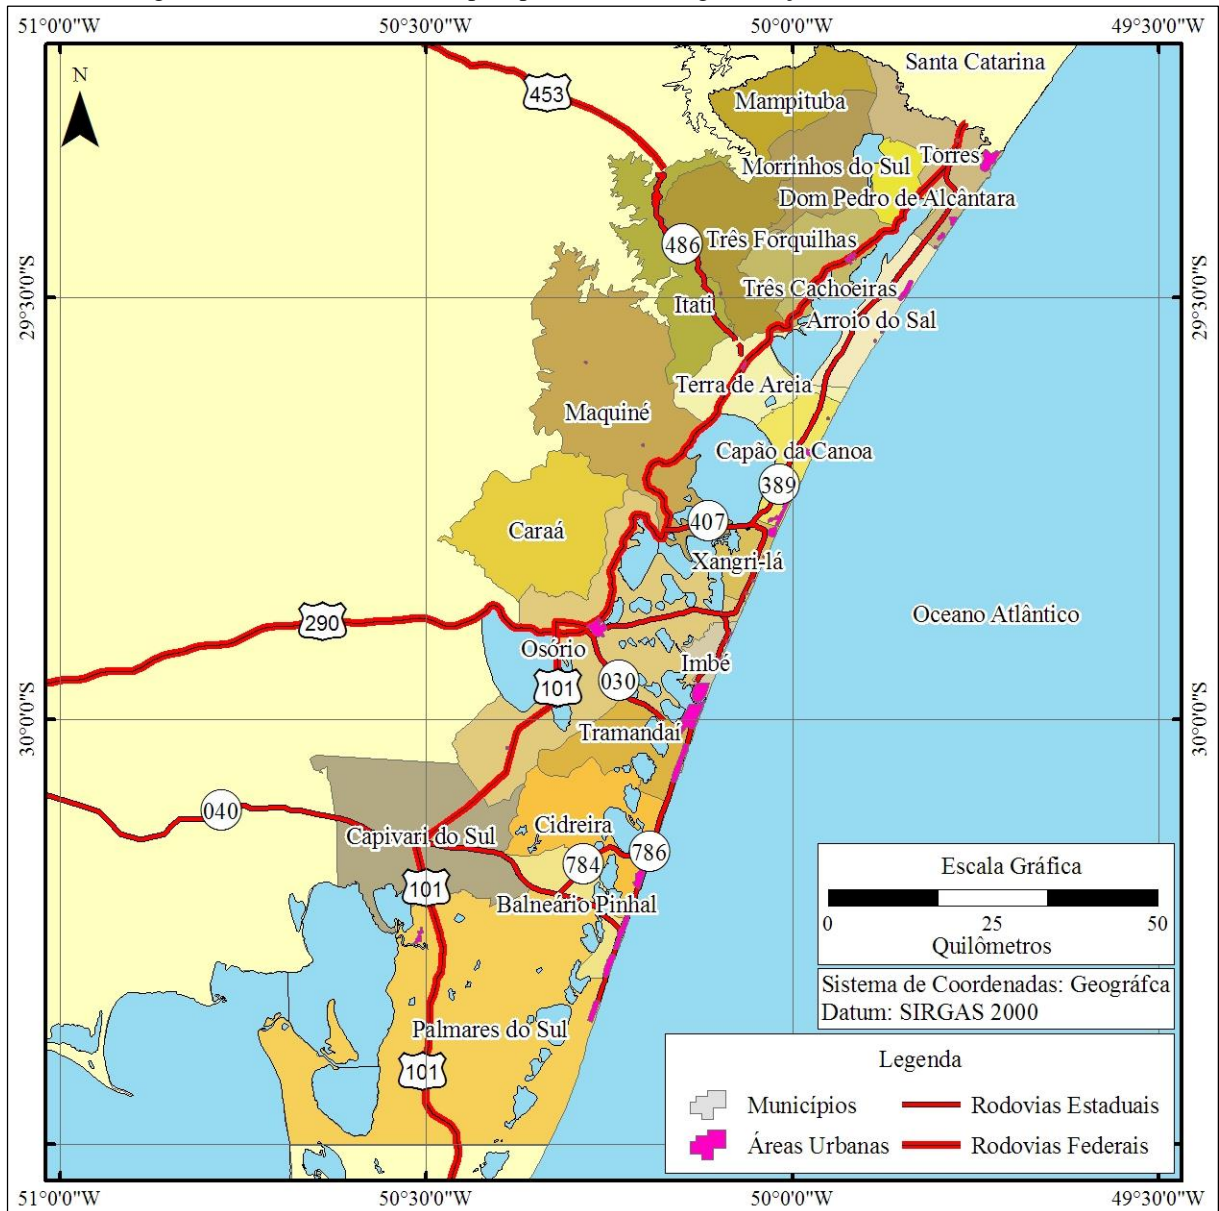 51°0'0"W
50°30'0"W
50°0'0"W
49°30'0"W
N
Santa Catarina
453
Mampituba
Torres
Morrinhos do Sul
Dom Pedro de Alcântara
486
Três Forquilhas
29°30'0"S
29°30'0"S
Itati
Três Cachoeiras
Arroio do Sal
Terra de Areia
Maquiné
Capão da Canoa
389
407
Caraá
Xangri-lá
290
Oceano Atlântico
Osório
Imbé
030
101
30°0'0"S
30°0'0"S
Tramandaí
040
Capivari do Sul
Cidreira
784
786
101
Balneário Pinhal
Palmares do Sul
101
Escala Gráfica
0
25
50
Quilômetros
Sistema de Coordenadas: Geográfca
Datum: SIRGAS 2000
Legenda
Municípios
Rodovias Estaduais
Áreas Urbanas
Rodovias Federais
51°0'0"W
50°30'0"W
50°0'0"W
49°30'0"W